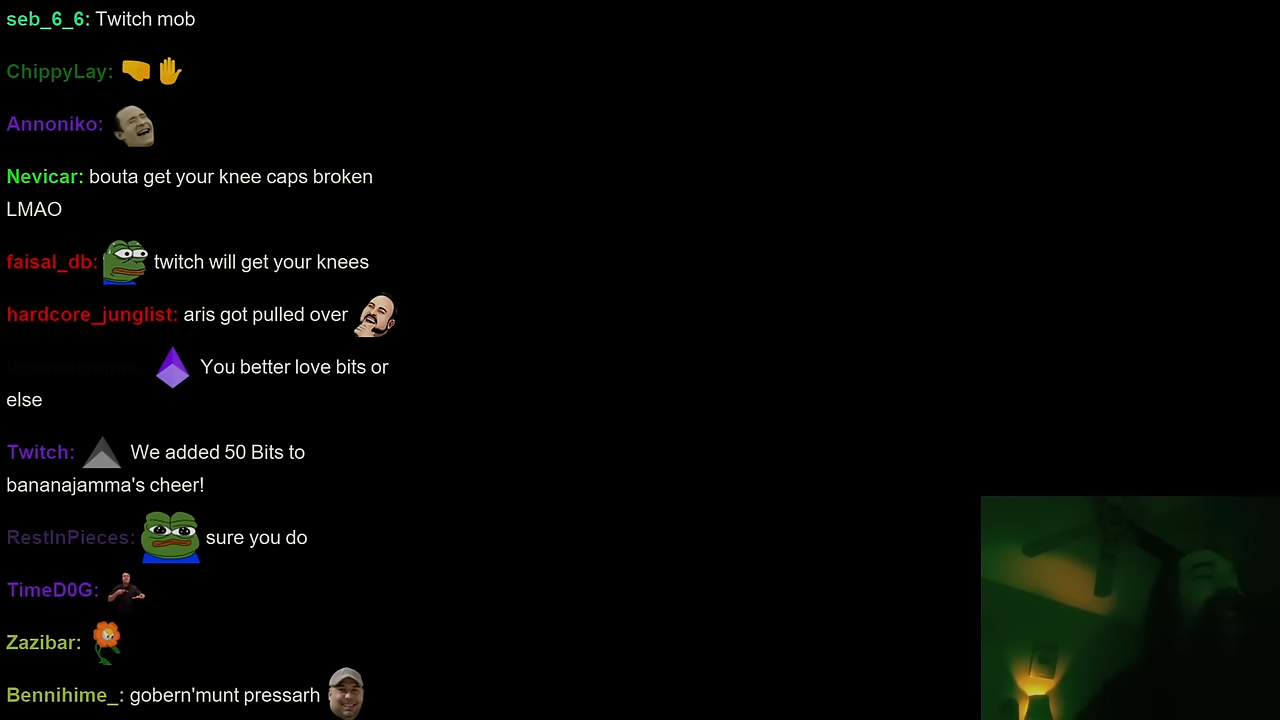 seb_6_6: Twitch mob
ChippyLay:
Annoniko:
Nevicar: bouta get your knee caps broken
LMAO
faisal_db: twitch will get your knees
hardcore_junglist: aris got pulled over
You better love bits or
else
Twitch: We added 50 Bits to
bananajamma's cheer!
RestInPieces: sure you do
TimeD0G:
Zazibar:
Bennihime_: gobern'munt pressarh